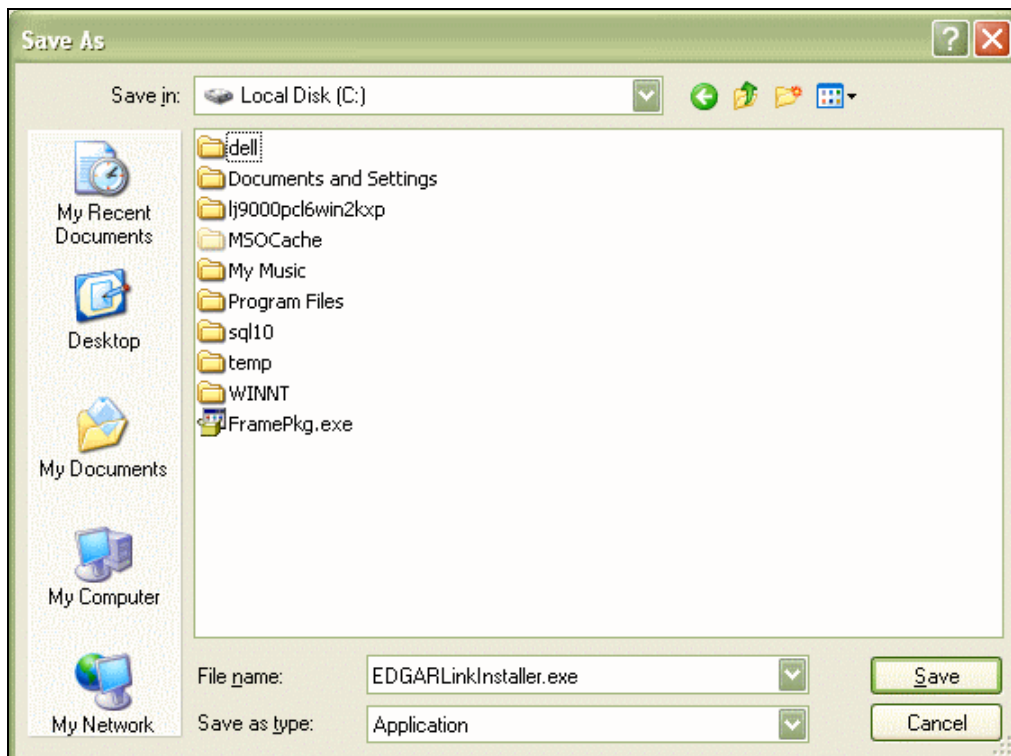 Save As
Save in: Local Disk (C:)
dell
Documents and Settings
lj9000pcl6win2kxp
MSOCache
My Music
Program Files
sql10
temp
WINNT
FramePkg.exe
My Recent
Documents
Desktop
My Documents
My Computer
My Network
File name: EDGARLinkInstaller.exe Save
Save as type: Application Cancel